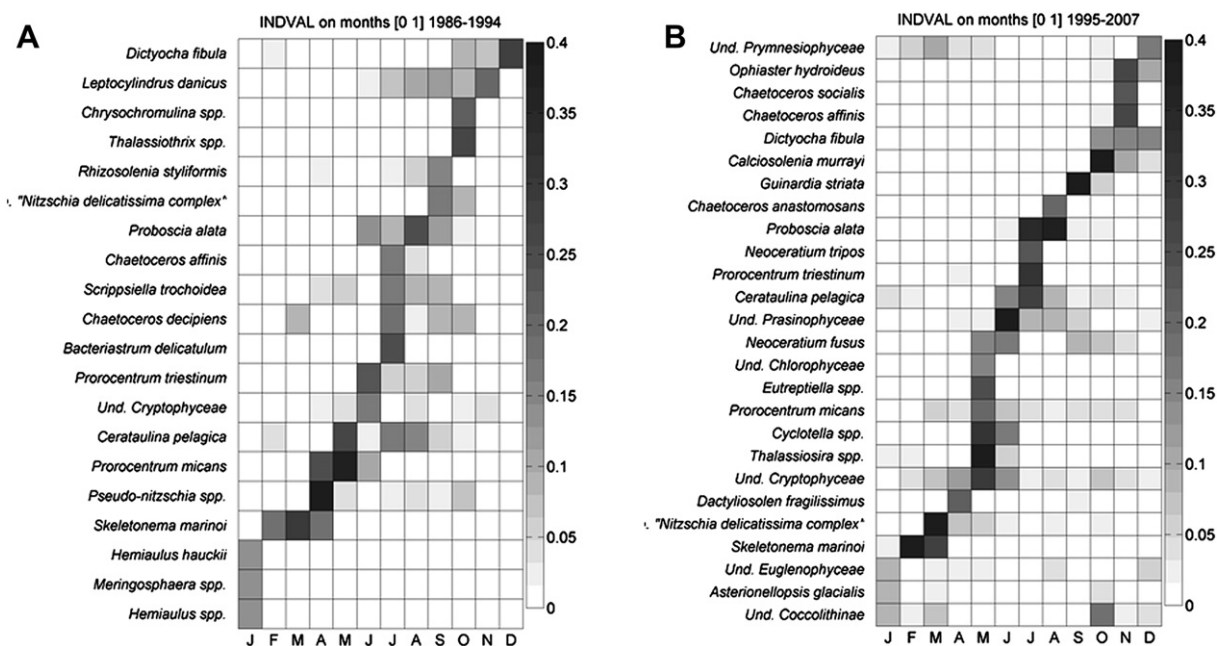 A
INDVAL on months [0 1] 1986-1994
Dictyocha fibula
Leptocylindrus danicus
Chrysochromulina spp.
Thalassiothrix spp.
Rhizosolenia styliformis
. "Nitzschia delicatissima complex"
Proboscia alata
Chaetoceros affinis
Scrippsiella trochoidea
Chaetoceros decipiens
Bacteriastrum delicatulum
Prorocentrum triestinum
Und. Cryptophyceae
Cerataulina pelagica
Prorocentrum micans
Pseudo-nitzschia spp.
Skeletonema marinoi
Hemiaulus hauckii
Meringosphaera spp.
Hemiaulus spp.
J F M A M J J A S O N D
0.4
0.35
0.3
0.25
0.2
0.15
0.1
0.05
0
B
INDVAL on months [0 1] 1995-2007
Und. Prymnesiophyceae
Ophiaster hydroideus
Chaetoceros socialis
Chaetoceros affinis
Dictyocha fibula
Calciosolenia murrayi
Guinardia striata
Chaetoceros anastomosans
Proboscia alata
Neoceratium tripos
Prorocentrum triestinum
Cerataulina pelagica
Und. Prasinophyceae
Neoceratium fusus
Und. Chlorophyceae
Eutreptiella spp.
Prorocentrum micans
Cyclotella spp.
Thalassiosira spp.
Und. Cryptophyceae
Dactyliosolen fragilissimus
. "Nitzschia delicatissima complex"
Skeletonema marinoi
Und. Euglenophyceae
Asterionellopsis glacialis
Und. Coccolithinae
J F M A M J J A S O N D
0.4
0.35
0.3
0.25
0.2
0.15
0.1
0.05
0